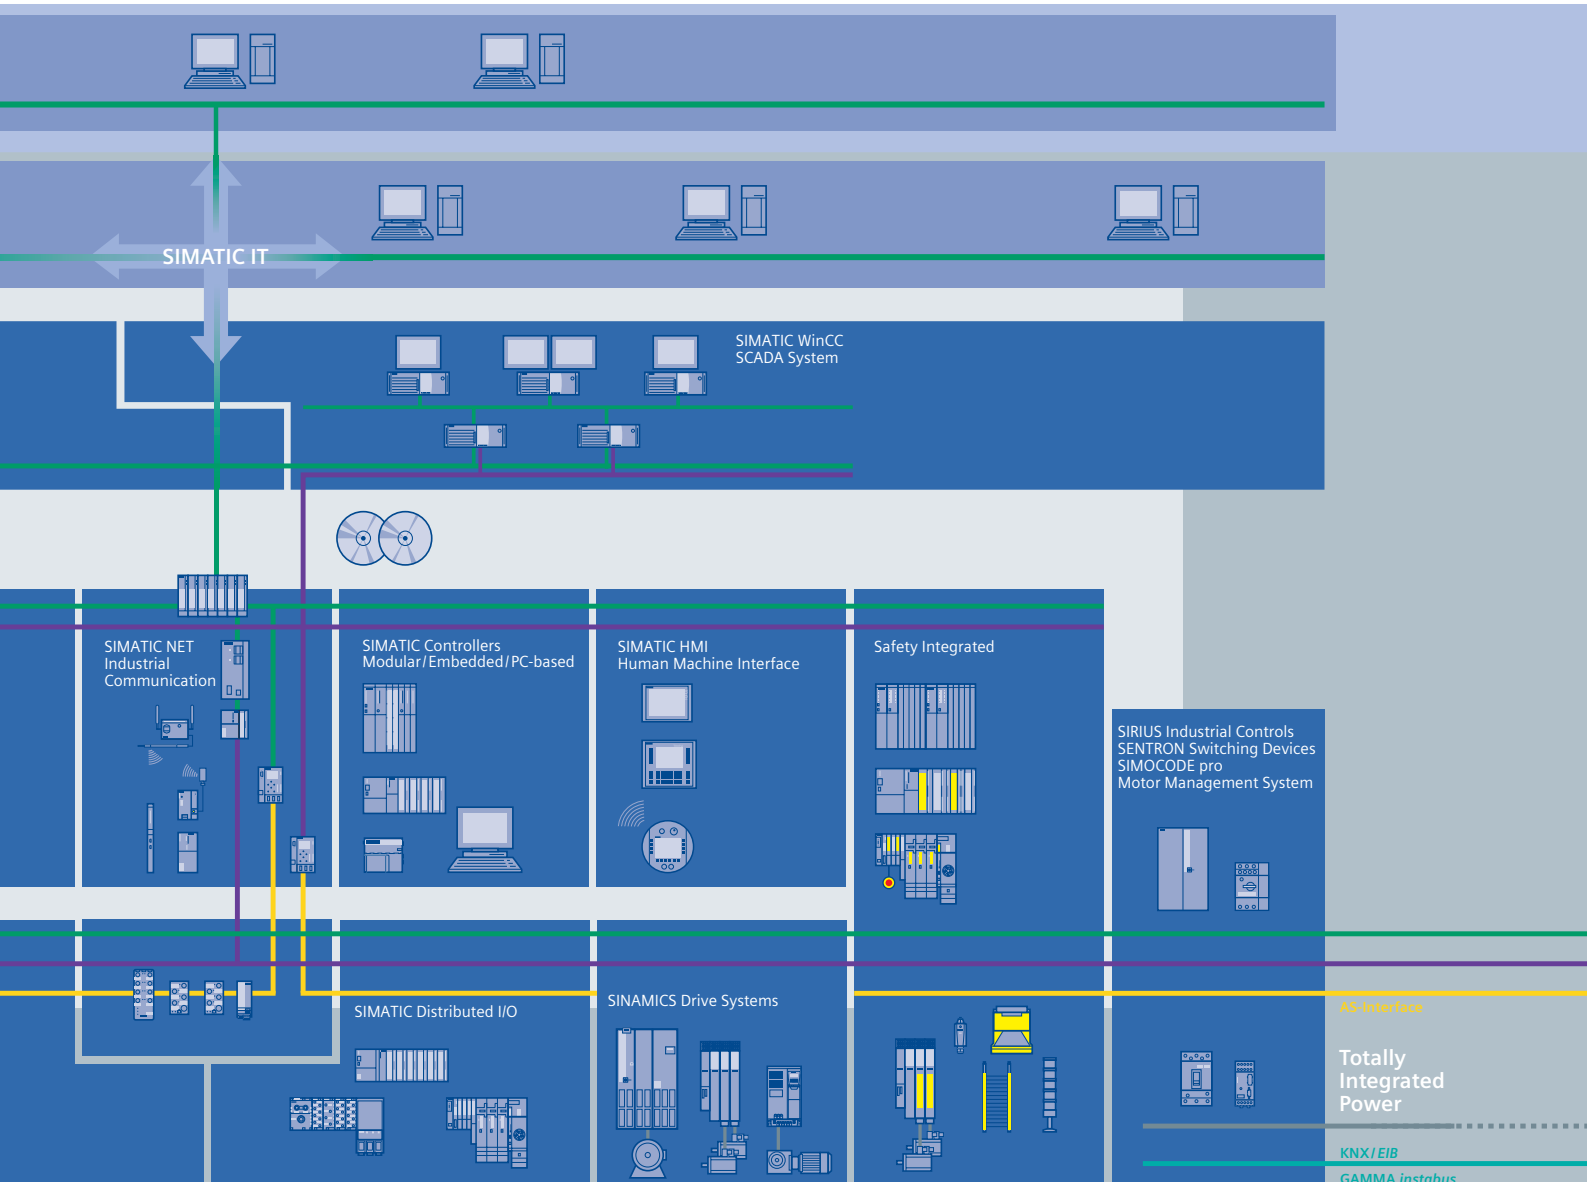 SIMATIC IT
SIMATIC WinCC
SCADA System
SIMATIC NET
Industrial
Communication
SIMATIC Controllers
Modular/Embedded/PC-based
SIMATIC HMI
Human Machine Interface
Safety Integrated
SIRIUS Industrial Controls
SENTRON Switching Devices
SIMOCODE pro
Motor Management System
SIMATIC Distributed I/O
SINAMICS Drive Systems
AS-Interface
Totally
Integrated
Power
KNX/EIB
GAMMA instabus